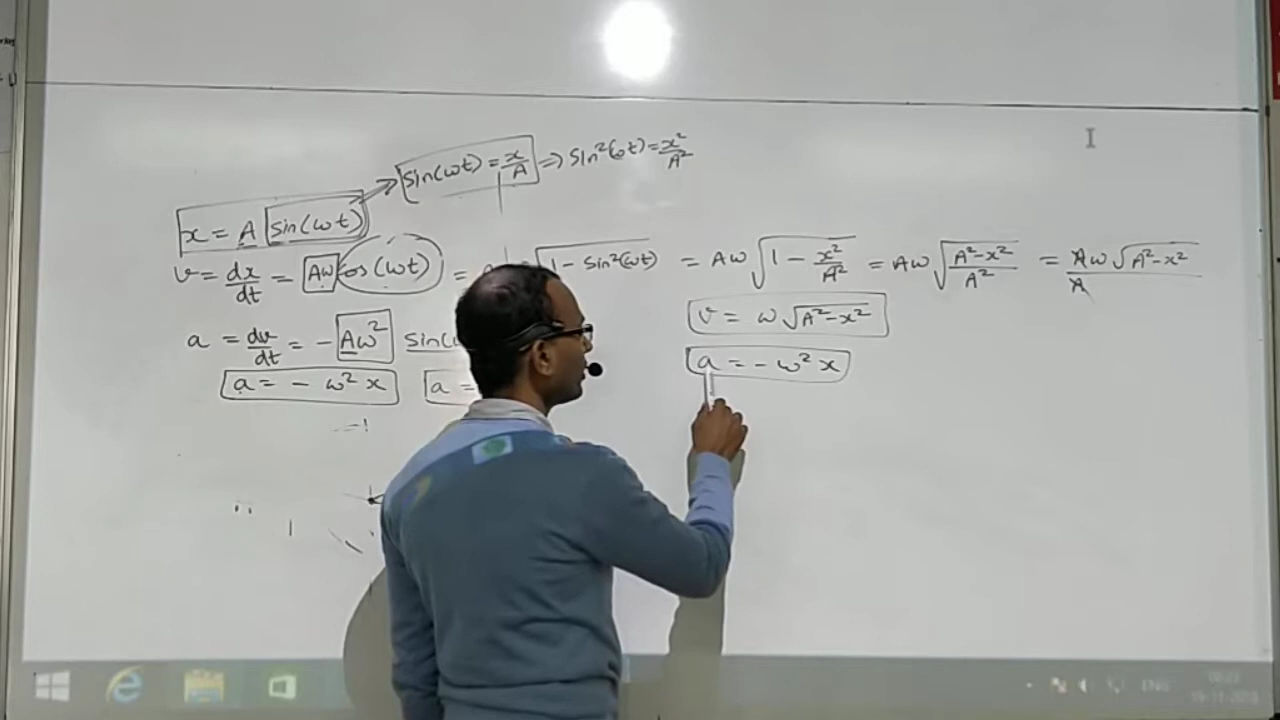 sin(ωt) = x/A ⇒ sin²(ωt) = x²/A²
x = A sin(ωt)
v = dx/dt = Aω cos(ωt) = √(1 - sin²(ωt)) = Aω √(1 - x²/A²) = Aω √((A²-x²)/A²) = Aω √(A²-x²)/A
v = ω √(A²-x²)
a = dv/dt = - Aω² sin(
a = - ω² x
a = - ω² x
a =
ENG